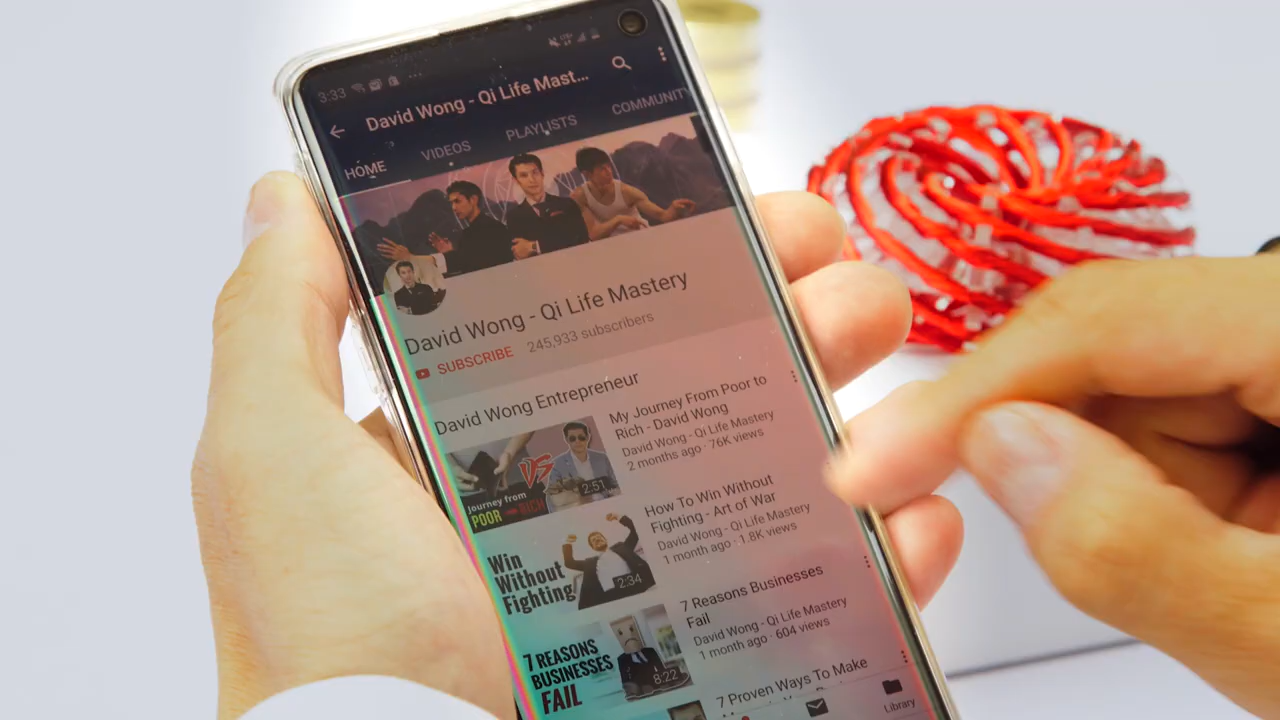 3:33
David Wong - Qi Life Mast...
HOME
VIDEOS
PLAYLISTS
COMMUNITY
David Wong - Qi Life Mastery
SUBSCRIBE 245,933 subscribers
David Wong Entrepreneur
My Journey From Poor to
Rich - David Wong
David Wong - Qi Life Mastery
2 months ago · 76K views
VS
Journey from
POOR RICH
2:51
How To Win Without
Fighting - Art of War
David Wong - Qi Life Mastery
1 month ago · 1.8K views
Win
Without
Fighting
2:34
7 Reasons Businesses
Fail
David Wong - Qi Life Mastery
1 month ago · 604 views
7 REASONS
BUSINESSES
FAIL
8:22
7 Proven Ways To Make
Library